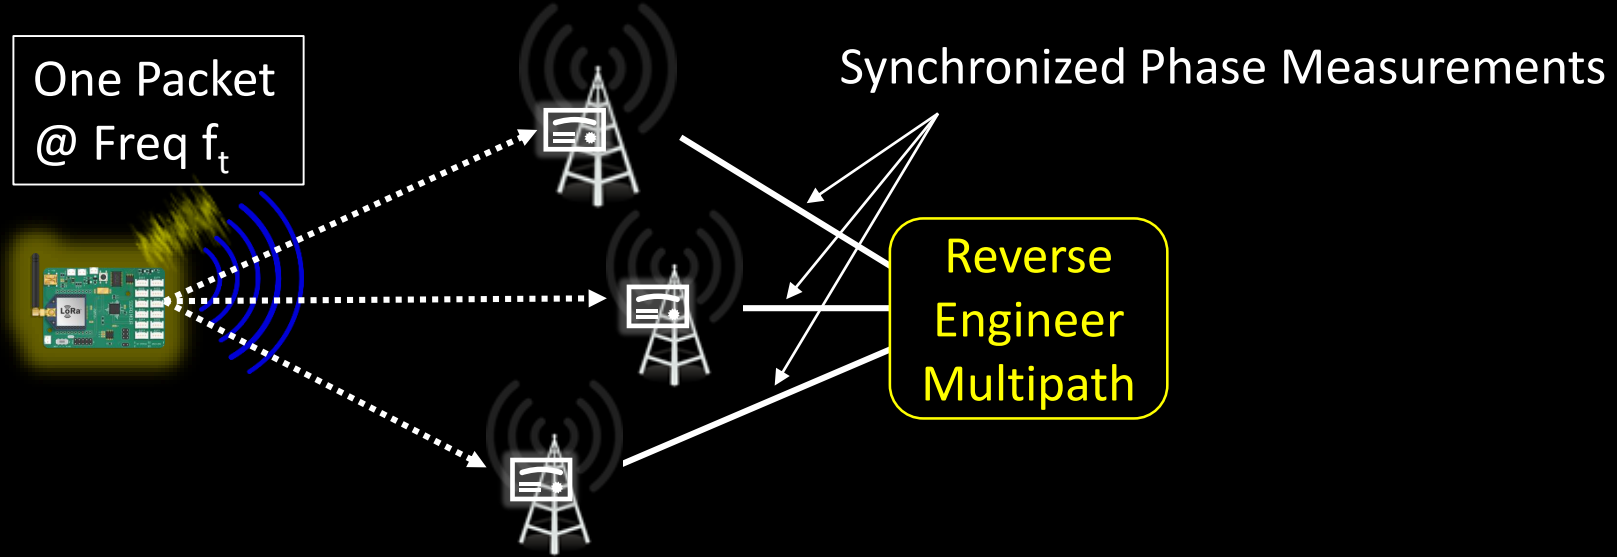 One Packet
@ Freq fₜ
Synchronized Phase Measurements
LoRa
Reverse
Engineer
Multipath